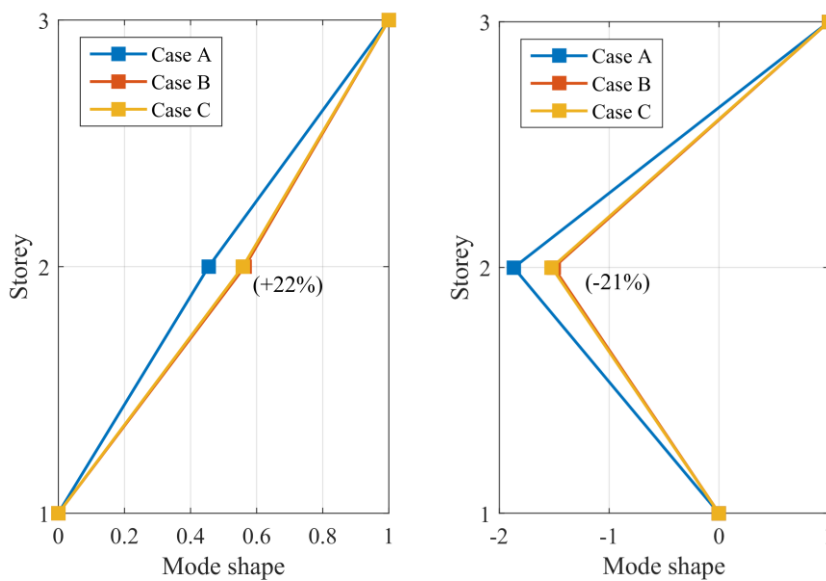 3
Case A
Case B
Case C
Storey
2
(+22%)
1
0
0.2
0.4
0.6
0.8
1
Mode shape
3
Case A
Case B
Case C
Storey
2
(-21%)
1
-2
-1
0
Mode shape